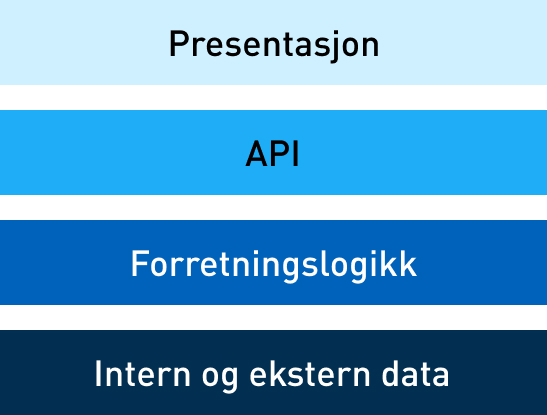 Presentasjon
API
Forretningslogikk
Intern og ekstern data